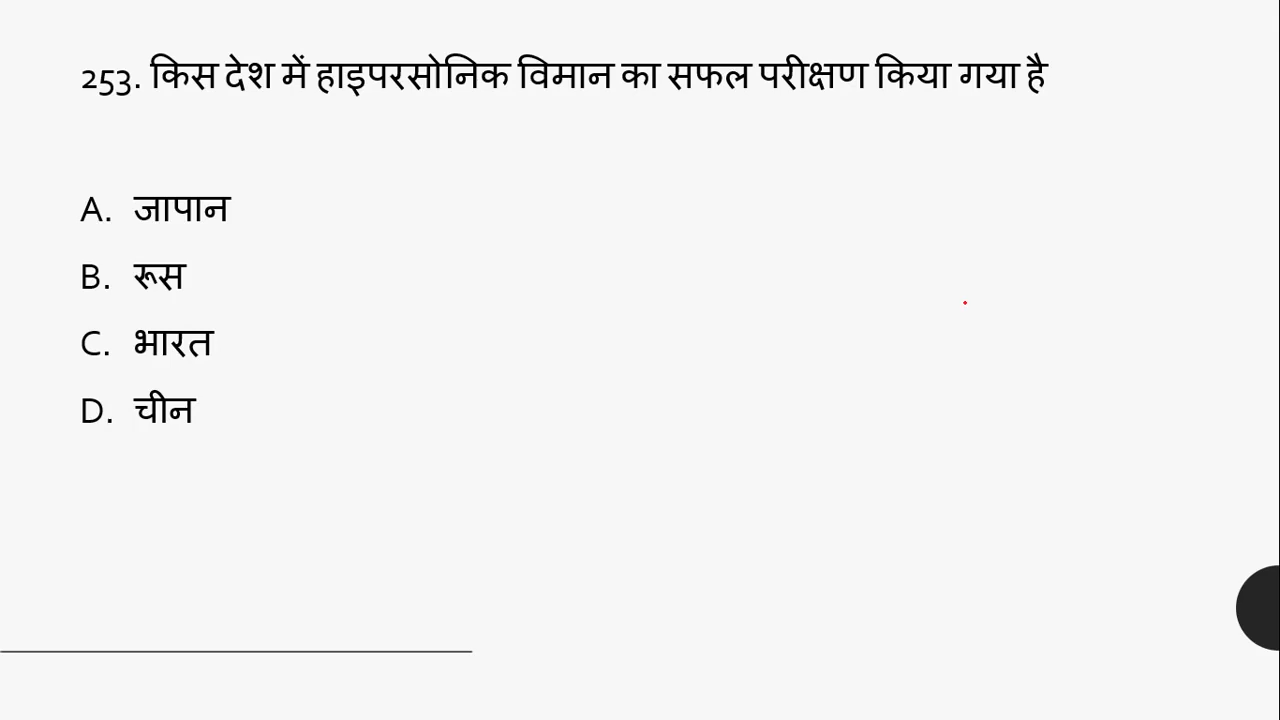 253. किस देश में हाइपरसोनिक विमान का सफल परीक्षण किया गया है
A. जापान
B. रूस
C. भारत
D. चीन